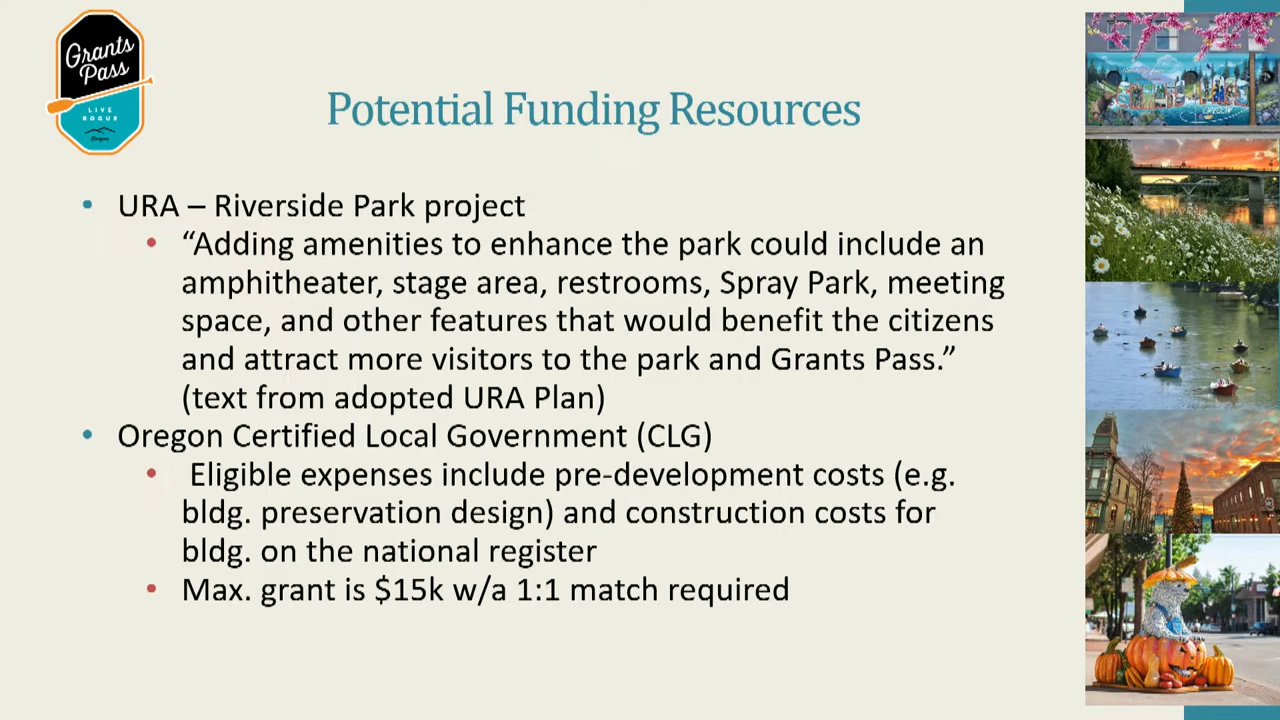 Grants
Pass
LIVE
ROGUE
Oregon
Potential Funding Resources
• URA – Riverside Park project
• “Adding amenities to enhance the park could include an
amphitheater, stage area, restrooms, Spray Park, meeting
space, and other features that would benefit the citizens
and attract more visitors to the park and Grants Pass.”
(text from adopted URA Plan)
• Oregon Certified Local Government (CLG)
• Eligible expenses include pre-development costs (e.g.
bldg. preservation design) and construction costs for
bldg. on the national register
• Max. grant is $15k w/a 1:1 match required